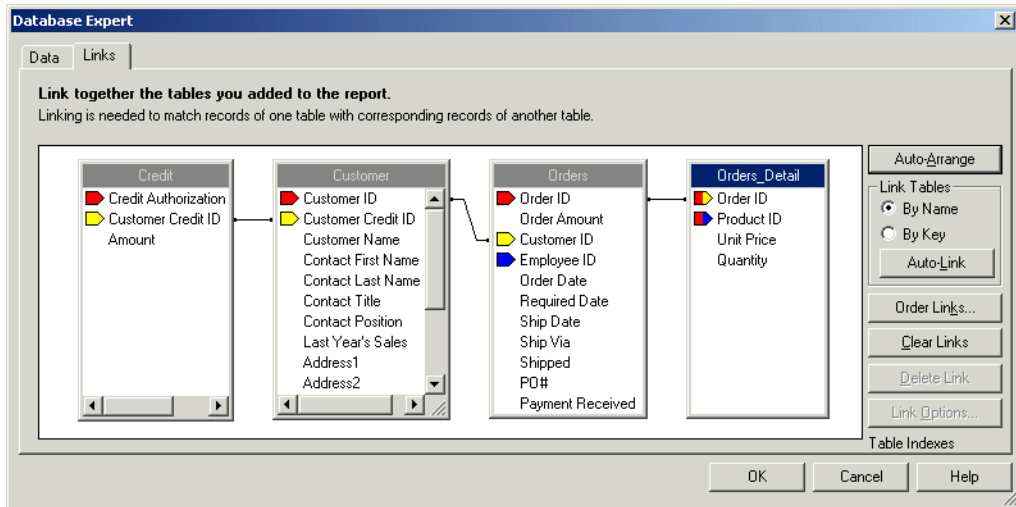 Database Expert
Data
Links
Link together the tables you added to the report.
Linking is needed to match records of one table with corresponding records of another table.
Credit
Credit Authorization
Customer Credit ID
Amount
Customer
Customer ID
Customer Credit ID
Customer Name
Contact First Name
Contact Last Name
Contact Title
Contact Position
Last Year's Sales
Address1
Address2
Orders
Order ID
Order Amount
Customer ID
Employee ID
Order Date
Required Date
Ship Date
Ship Via
Shipped
PO#
Payment Received
Orders_Detail
Order ID
Product ID
Unit Price
Quantity
Auto-Arrange
Link Tables
By Name
By Key
Auto-Link
Order Links...
Clear Links
Delete Link
Link Options...
Table Indexes
OK
Cancel
Help